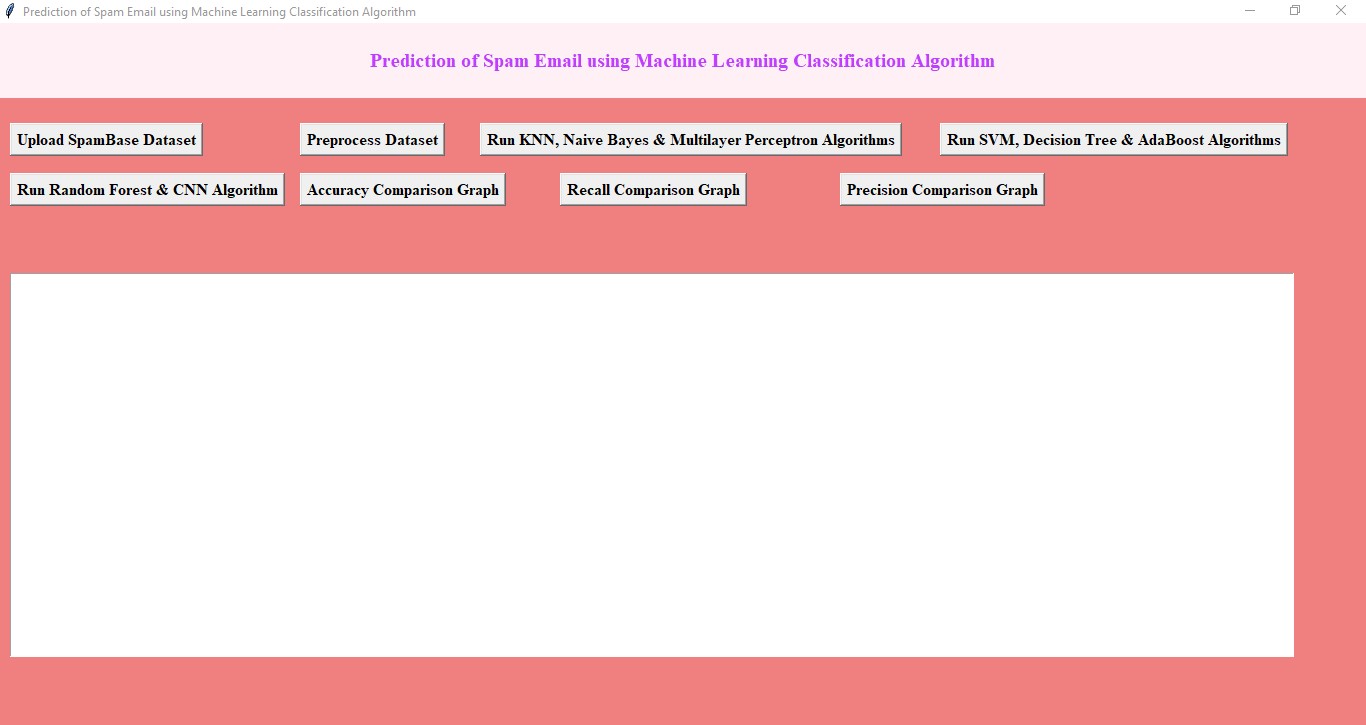 Prediction of Spam Email using Machine Learning Classification Algorithm
Prediction of Spam Email using Machine Learning Classification Algorithm
Upload SpamBase Dataset
Preprocess Dataset
Run KNN, Naive Bayes & Multilayer Perceptron Algorithms
Run SVM, Decision Tree & AdaBoost Algorithms
Run Random Forest & CNN Algorithm
Accuracy Comparison Graph
Recall Comparison Graph
Precision Comparison Graph